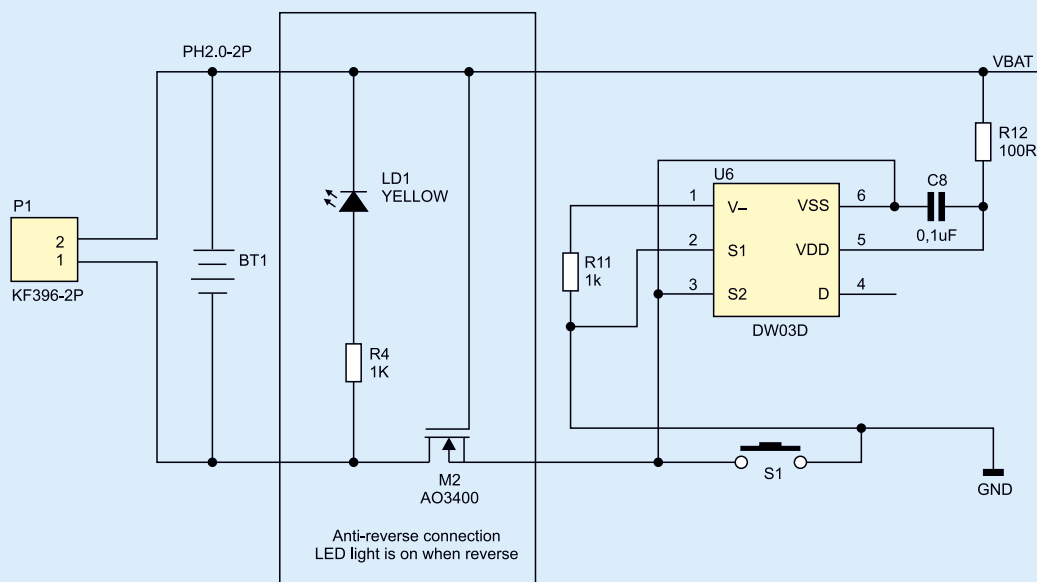 PH2.0-2P
VBAT
R12
100R
LD1
YELLOW
U6
C8
0,1uF
P1
2
1
KF396-2P
BT1
R11
1k
1
2
3
V–
S1
S2
VSS
VDD
D
6
5
4
DW03D
R4
1K
M2
AO3400
S1
GND
Anti-reverse connection
LED light is on when reverse